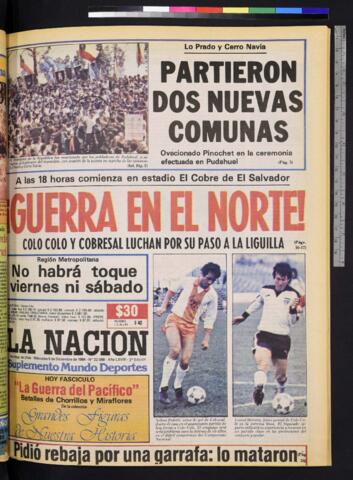 Lo Prado y Cerro Navia
PARTIERON
DOS NUEVAS
COMUNAS
Ovacionado Pinochet en la ceremonia
efectuada en Pudahuel
A las 18 horas comienza en estadio El Cobre de El Salvador
GUERRA EN EL NORTE!
COLO COLO Y COBRESAL LUCHAN POR SU PASO A LA LIGUILLA
(Págs.
Región Metropolitana
No habrá toque
viernes ni sábado
$30
LA NACION
Suplemento Mundo Deportes
HOY FASCICULO
"La Guerra del Pacífico"
Batallas de Chorrillos y Miraflores
De la colección
Grandes Figuras
de Nuestra Historia
Pidió rebaja por una garrafa: lo mataron